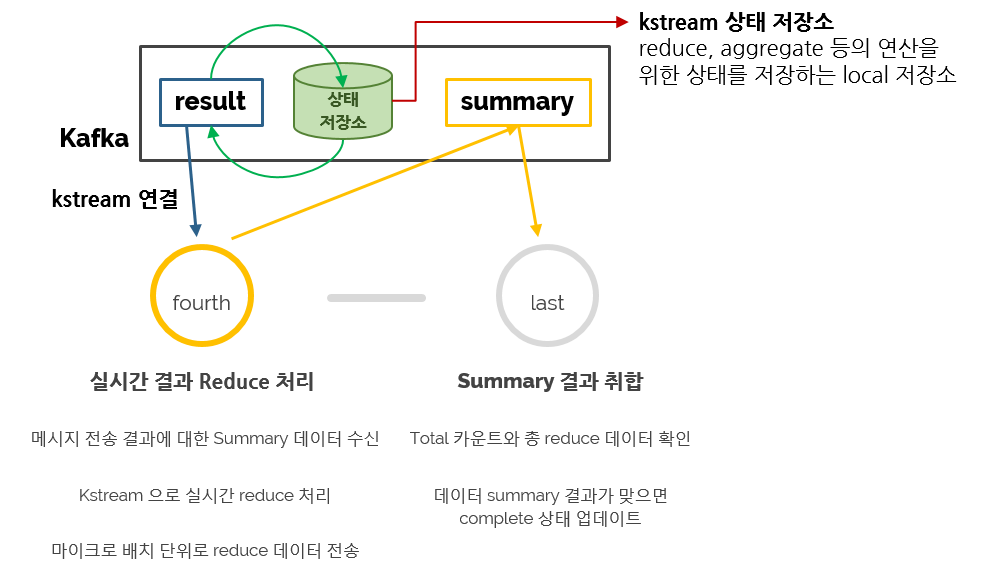 kstream 상태 저장소
reduce, aggregate 등의 연산을
위한 상태를 저장하는 local 저장소
result
상태
저장소
summary
Kafka
kstream 연결
fourth
last
실시간 결과 Reduce 처리
메시지 전송 결과에 대한 Summary 데이터 수신
Kstream 으로 실시간 reduce 처리
마이크로 배치 단위로 reduce 데이터 전송
Summary 결과 취합
Total 카운트와 총 reduce 데이터 확인
데이터 summary 결과가 맞으면
complete 상태 업데이트